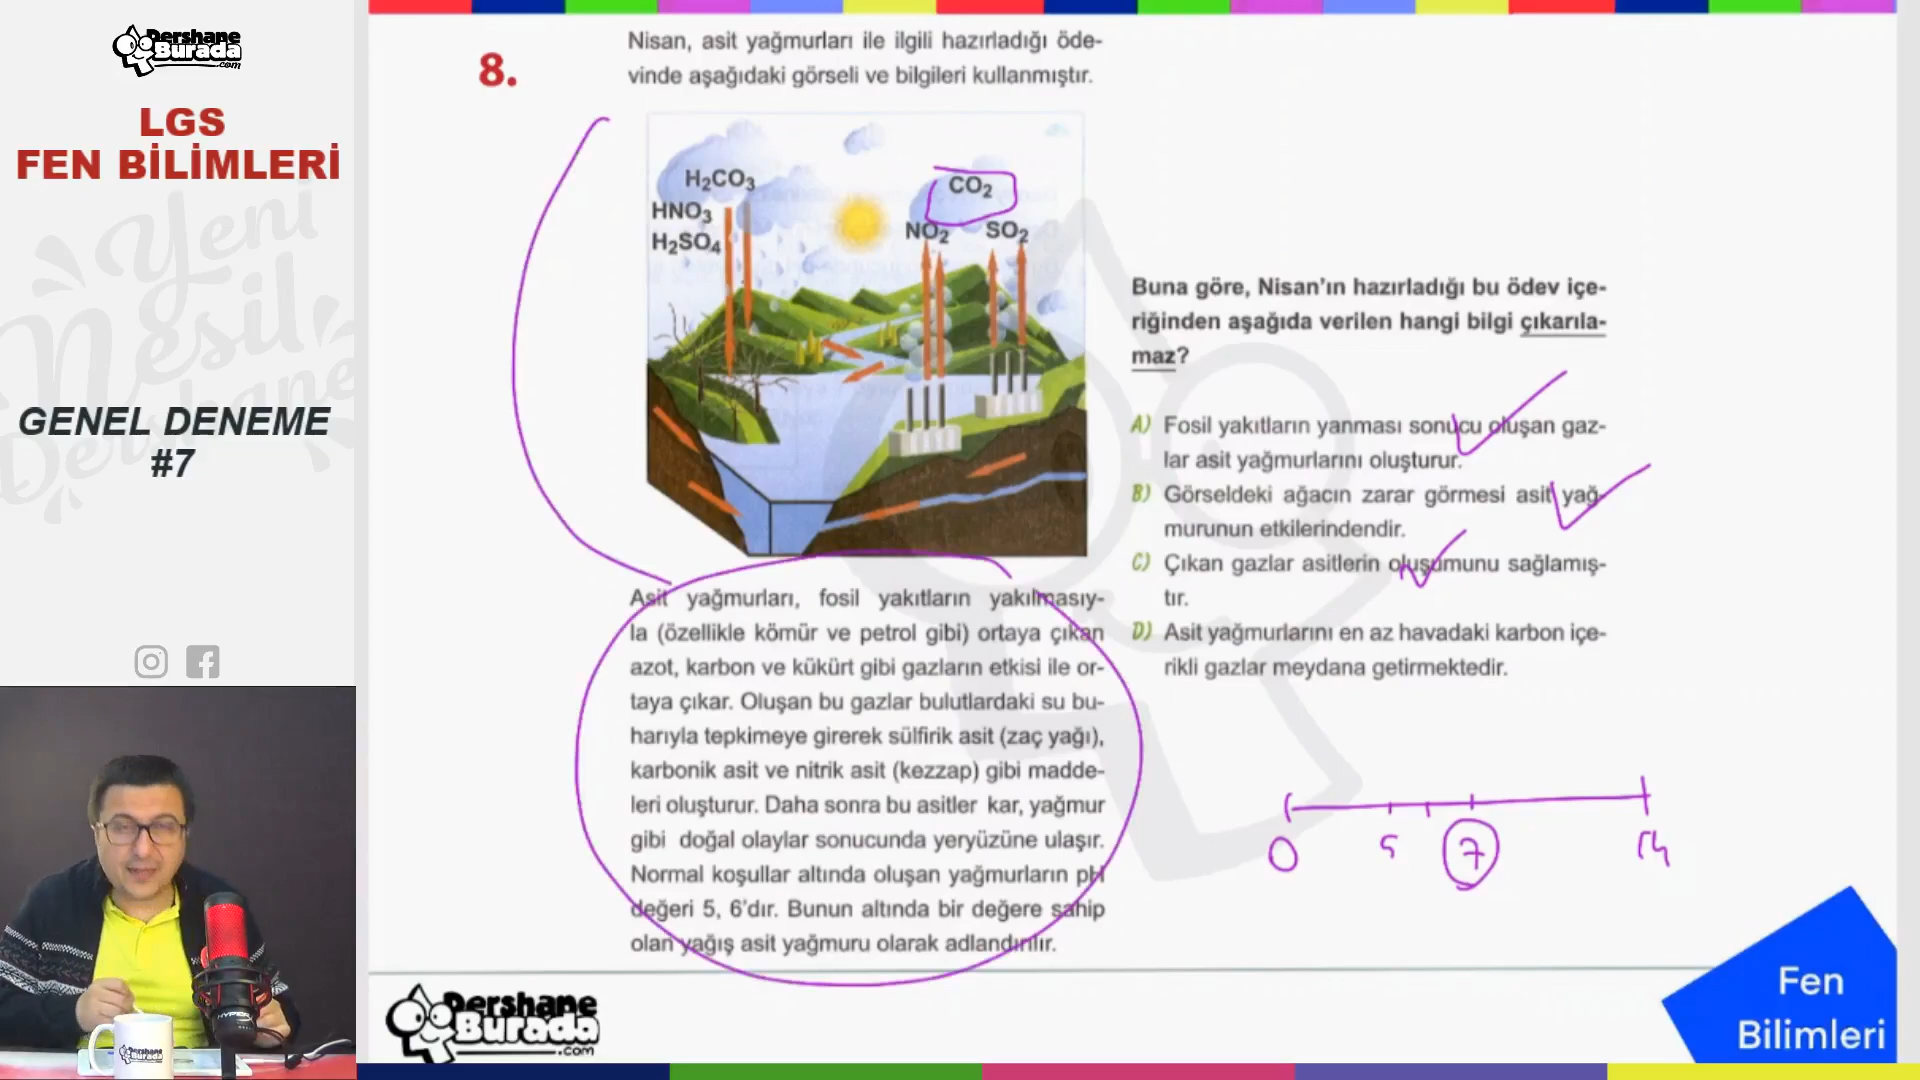 Dershane
Burada
.com
LGS
FEN BİLİMLERİ
Yeni
Nesil
Dershane
GENEL DENEME
#7
8.
Nisan, asit yağmurları ile ilgili hazırladığı öde-
vinde aşağıdaki görseli ve bilgileri kullanmıştır.
H₂CO₃
HNO₃
H₂SO₄
CO₂
NO₂ SO₂
Asit yağmurları, fosil yakıtların yakılmasıy-
la (özellikle kömür ve petrol gibi) ortaya çıkan
azot, karbon ve kükürt gibi gazların etkisi ile or-
taya çıkar. Oluşan bu gazlar bulutlardaki su bu-
harıyla tepkimeye girerek sülfirik asit (zaç yağı),
karbonik asit ve nitrik asit (kezzap) gibi madde-
leri oluşturur. Daha sonra bu asitler kar, yağmur
gibi doğal olaylar sonucunda yeryüzüne ulaşır.
Normal koşullar altında oluşan yağmurların pH
değeri 5, 6'dır. Bunun altında bir değere sahip
olan yağış asit yağmuru olarak adlandırılır.
Buna göre, Nisan'ın hazırladığı bu ödev içe-
riğinden aşağıda verilen hangi bilgi çıkarıla-
maz?
A) Fosil yakıtların yanması sonucu oluşan gaz-
lar asit yağmurlarını oluşturur.
B) Görseldeki ağacın zarar görmesi asit yağ-
murunun etkilerindendir.
C) Çıkan gazlar asitlerin oluşumunu sağlamış-
tır.
D) Asit yağmurlarını en az havadaki karbon içe-
rikli gazlar meydana getirmektedir.
0 5 7 14
HYPERX
Dershane
Burada
Dershane
Burada
.com
Fen
Bilimleri